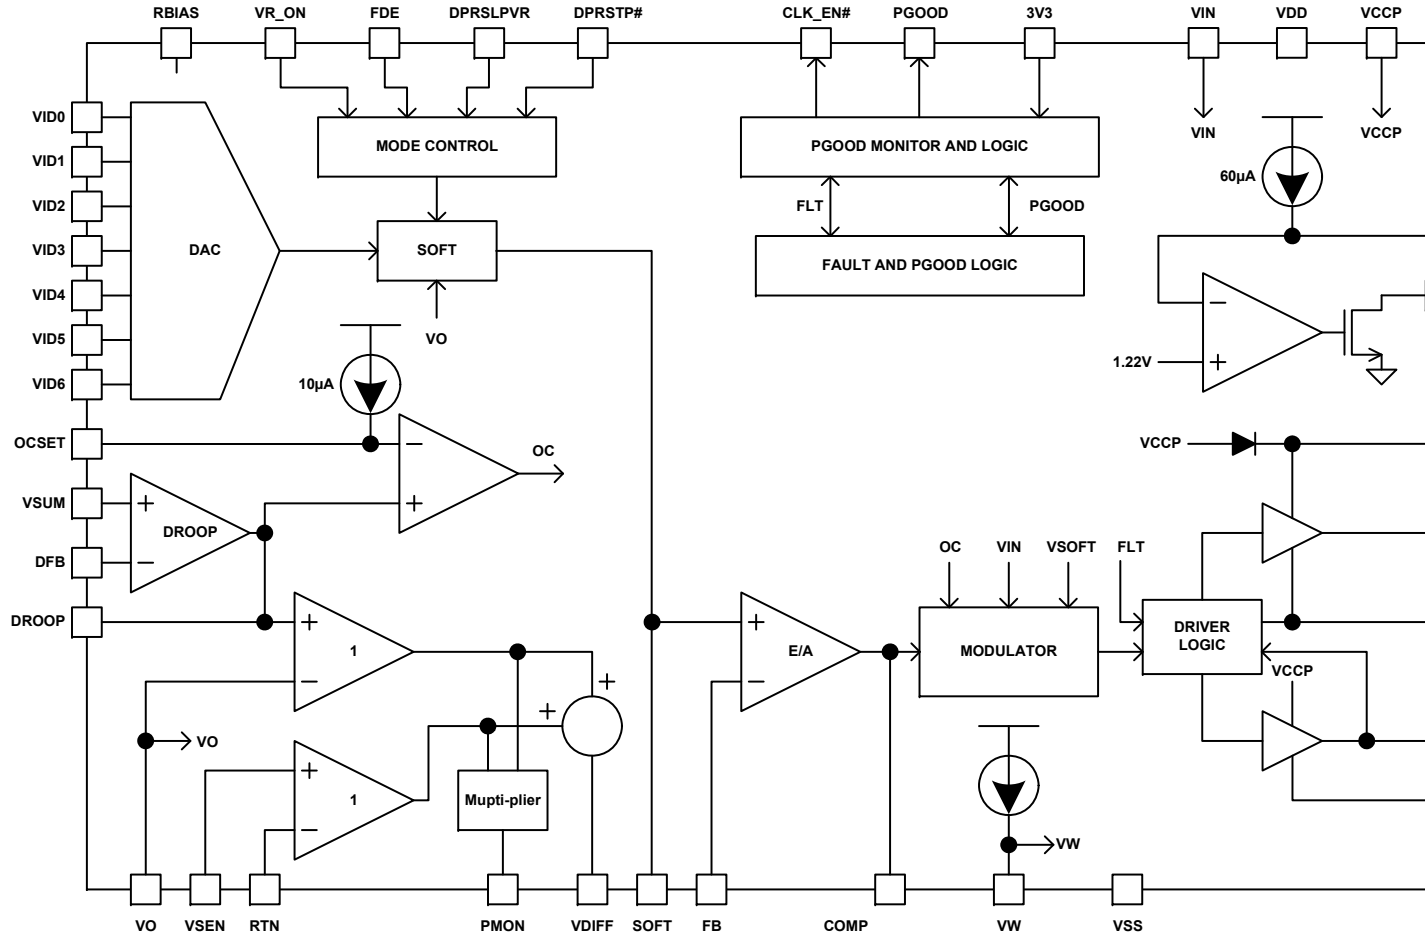 RBIAS
VR_ON
FDE
DPRSLPVR
DPRSTP#
CLK_EN#
PGOOD
3V3
VIN
VDD
VCCP
VID0
VID1
VID2
VID3
VID4
VID5
VID6
DAC
MODE CONTROL
PGOOD MONITOR AND LOGIC
VIN
VCCP
60µA
FLT
PGOOD
SOFT
FAULT AND PGOOD LOGIC
VO
10µA
−
+
1.22V
OCSET
−
+
OC
VCCP
VSUM
+
DROOP
−
DFB
DROOP
OC
VIN
VSOFT
FLT
+
1
−
+
E/A
−
MODULATOR
DRIVER
LOGIC
VCCP
+
+
VO
+
1
−
Mupti-plier
VW
VO
VSEN
RTN
PMON
VDIFF
SOFT
FB
COMP
VW
VSS